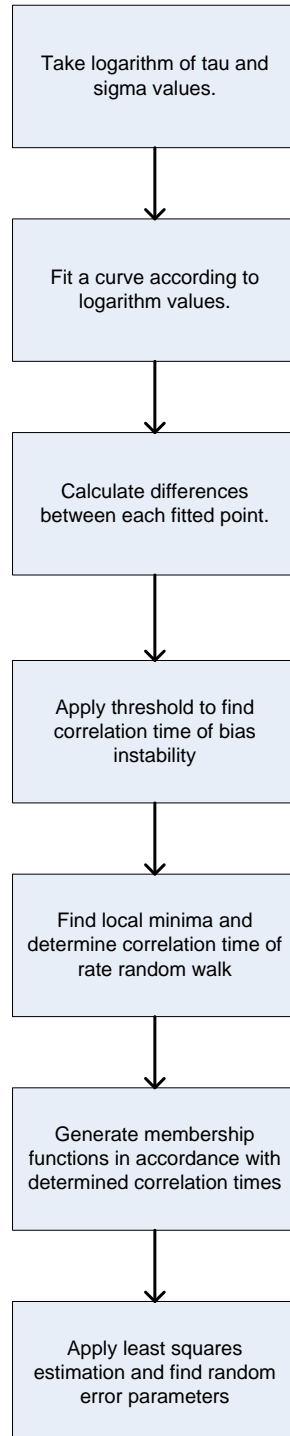 Take logarithm of tau and
sigma values.
Fit a curve according to
logarithm values.
Calculate differences
between each fitted point.
Apply threshold to find
correlation time of bias
instability
Find local minima and
determine correlation time of
rate random walk
Generate membership
functions in accordance with
determined correlation times
Apply least squares
estimation and find random
error parameters